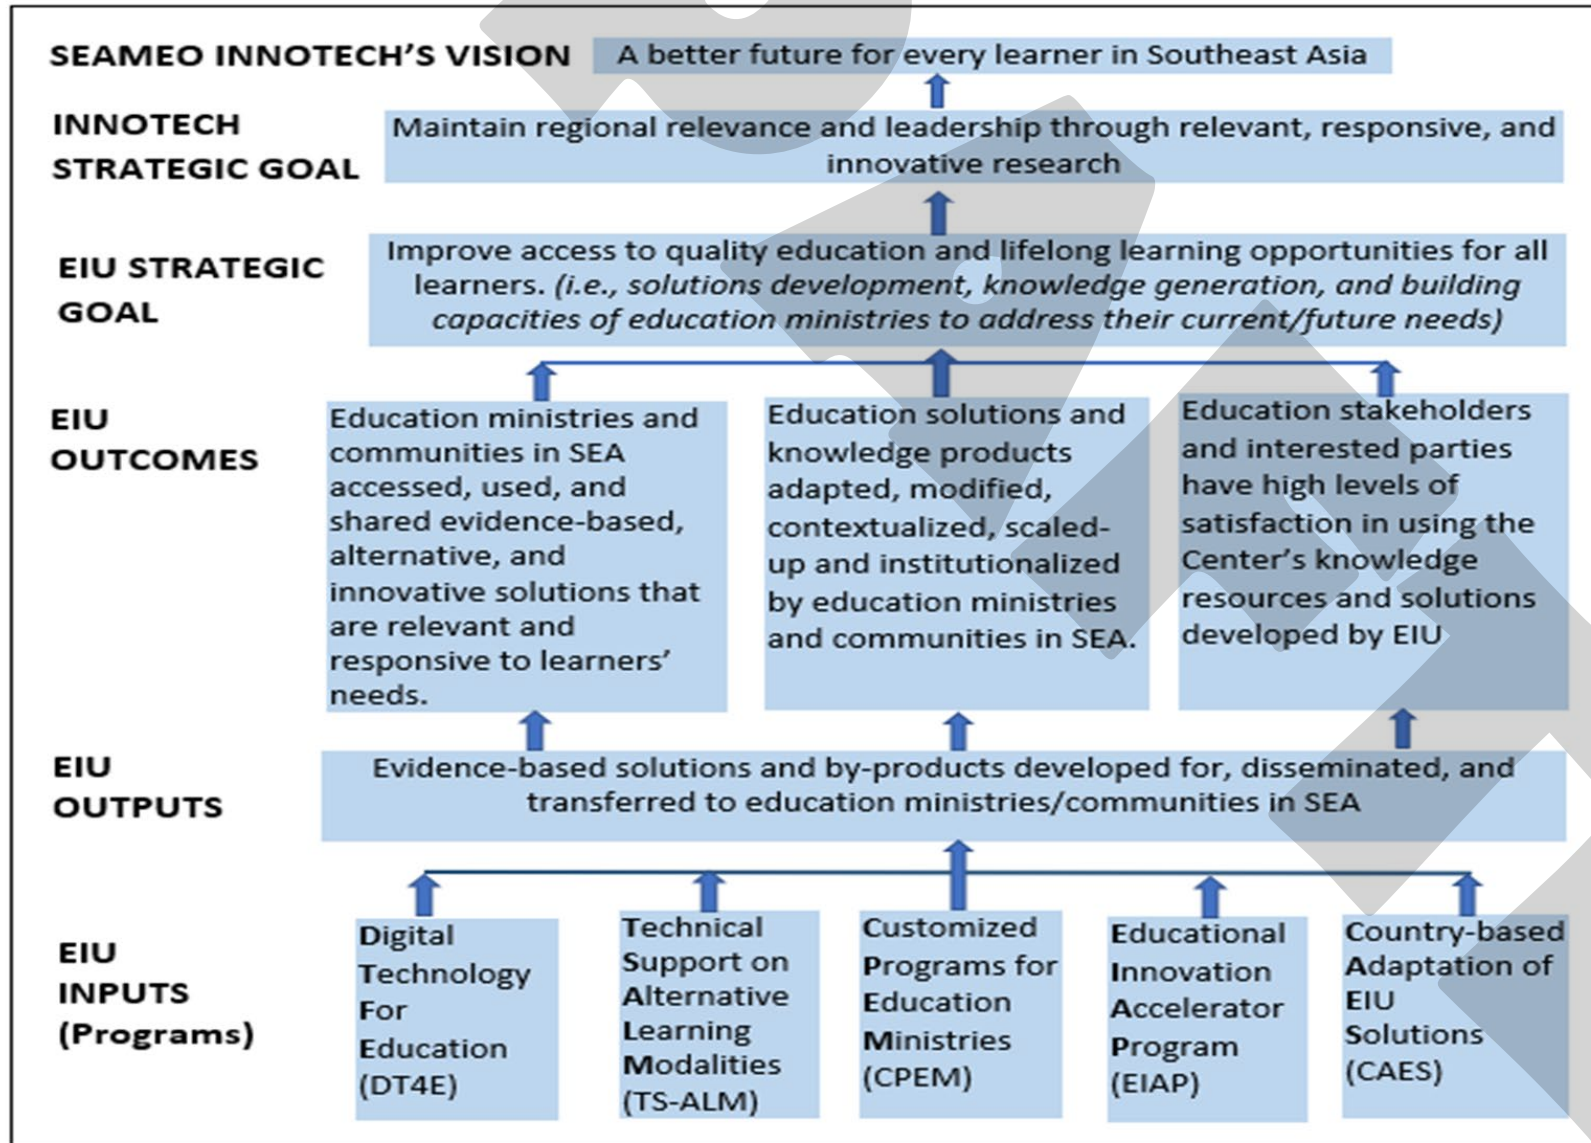 SEAMEO INNOTECH'S VISION
A better future for every learner in Southeast Asia
INNOTECH
STRATEGIC GOAL
Maintain regional relevance and leadership through relevant, responsive, and
innovative research
EIU STRATEGIC
GOAL
Improve access to quality education and lifelong learning opportunities for all
learners. (i.e., solutions development, knowledge generation, and building
capacities of education ministries to address their current/future needs)
EIU
OUTCOMES
Education ministries and
communities in SEA
accessed, used, and
shared evidence-based,
alternative, and
innovative solutions that
are relevant and
responsive to learners'
needs.
Education solutions and
knowledge products
adapted, modified,
contextualized, scaled-
up and institutionalized
by education ministries
and communities in SEA.
Education stakeholders
and interested parties
have high levels of
satisfaction in using the
Center's knowledge
resources and solutions
developed by EIU
EIU
OUTPUTS
Evidence-based solutions and by-products developed for, disseminated, and
transferred to education ministries/communities in SEA
EIU
INPUTS
(Programs)
Digital
Technology
For
Education
(DT4E)
Technical
Support on
Alternative
Learning
Modalities
(TS-ALM)
Customized
Programs for
Education
Ministries
(CPEM)
Educational
Innovation
Accelerator
Program
(EIAP)
Country-based
Adaptation of
EIU
Solutions
(CAES)